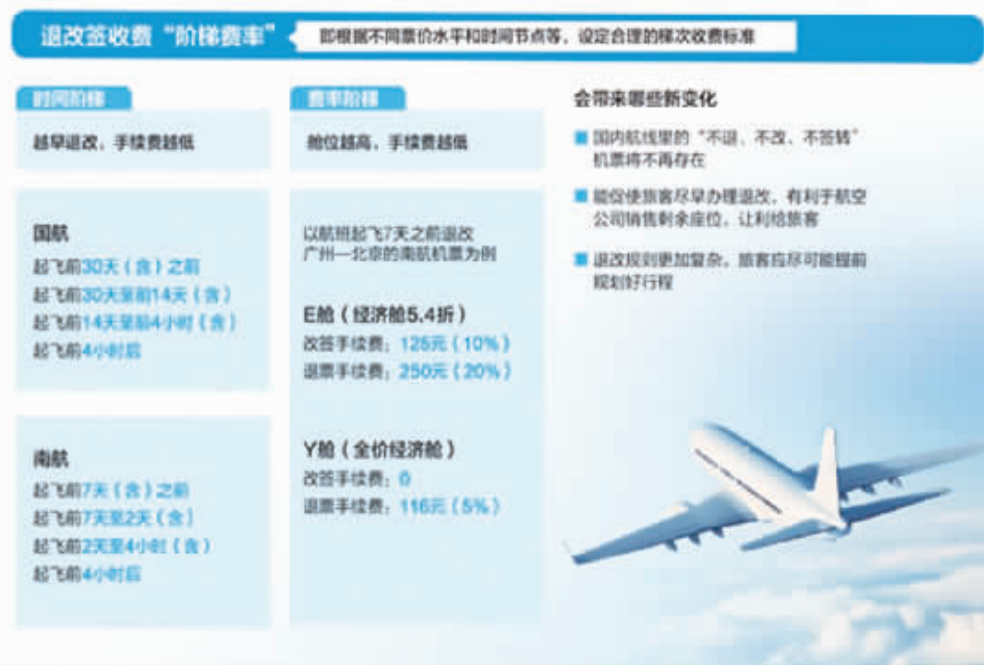 退改签收费“阶梯费率”
即根据不同票价水平和时间节点等，设定合理的梯次收费标准
时间阶梯
越早退改，手续费越低
国航
起飞前30天（含）之前
起飞前30天至前14天（含）
起飞前14天至前4小时（含）
起飞前4小时后
南航
起飞前7天（含）之前
起飞前7天至2天（含）
起飞前2天至4小时（含）
起飞前4小时后
费率阶梯
舱位越高，手续费越低
以航班起飞7天之前退改
广州—北京的南航机票为例
E舱（经济舱5.4折）
改签手续费：125元（10%）
退票手续费：250元（20%）
Y舱（全价经济舱）
改签手续费：0
退票手续费：116元（5%）
会带来哪些新变化
国内航线里的“不退、不改、不签转”
机票将不再存在
能促使旅客尽早办理退改，有利于航空
公司销售剩余座位，让利给旅客
退改规则更加复杂，旅客应尽可能提前
规划好行程